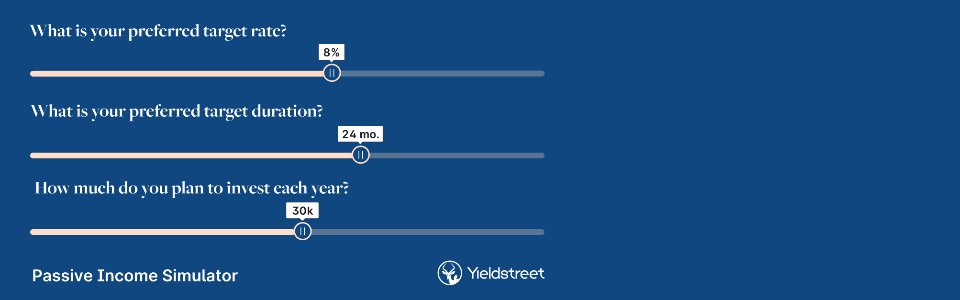 What is your preferred target rate?
8%
What is your preferred target duration?
24 mo.
How much do you plan to invest each year?
30k
Passive Income Simulator
Yieldstreet